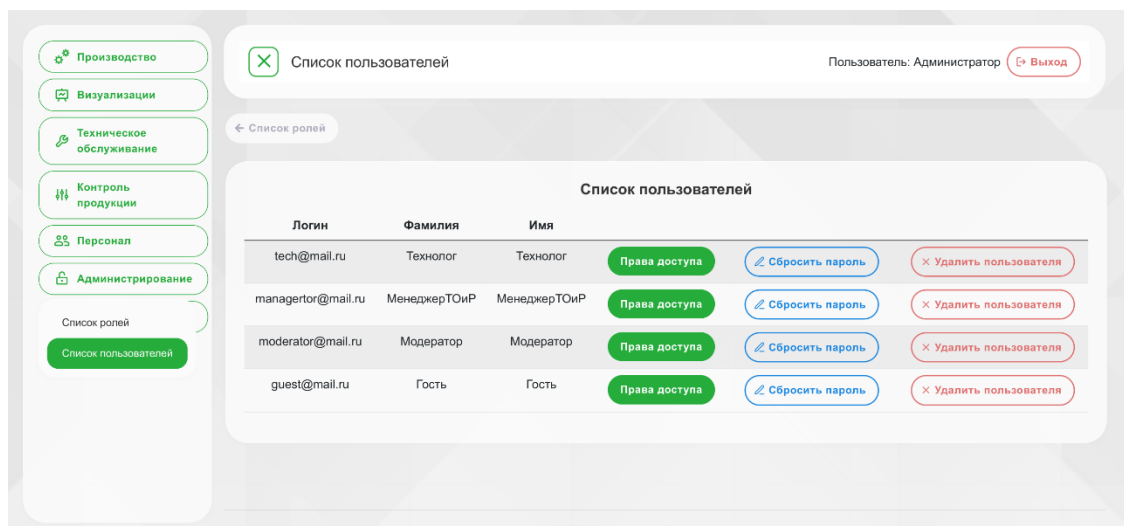 Производство
Визуализации
Техническое
обслуживание
Контроль
продукции
Персонал
Администрирование
Список ролей
Список пользователей
Список пользователей
Пользователь: Администратор
Выход
Список ролей
Список пользователей
Логин Фамилия Имя
tech@mail.ru Технолог Технолог Права доступа Сбросить пароль Удалить пользователя
managertor@mail.ru МенеджерТОиР МенеджерТОиР Права доступа Сбросить пароль Удалить пользователя
moderator@mail.ru Модератор Модератор Права доступа Сбросить пароль Удалить пользователя
guest@mail.ru Гость Гость Права доступа Сбросить пароль Удалить пользователя